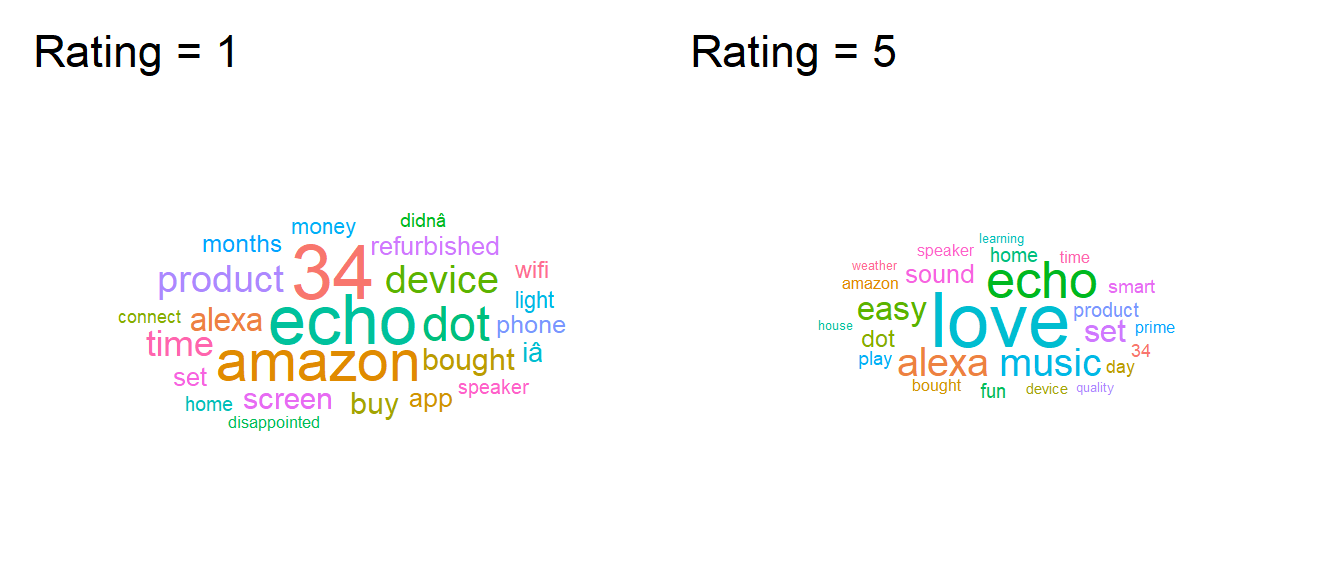 Rating = 1
money didnâ
months 34 refurbished
product device wifi
light
connect alexa echo dot phone
time amazon bought iâ
set speaker
home screen buy app
disappointed
Rating = 5
learning
speaker home time
weather sound echo
amazon smart
easy love product
house dot set prime
play alexa music day 34
bought fun device quality